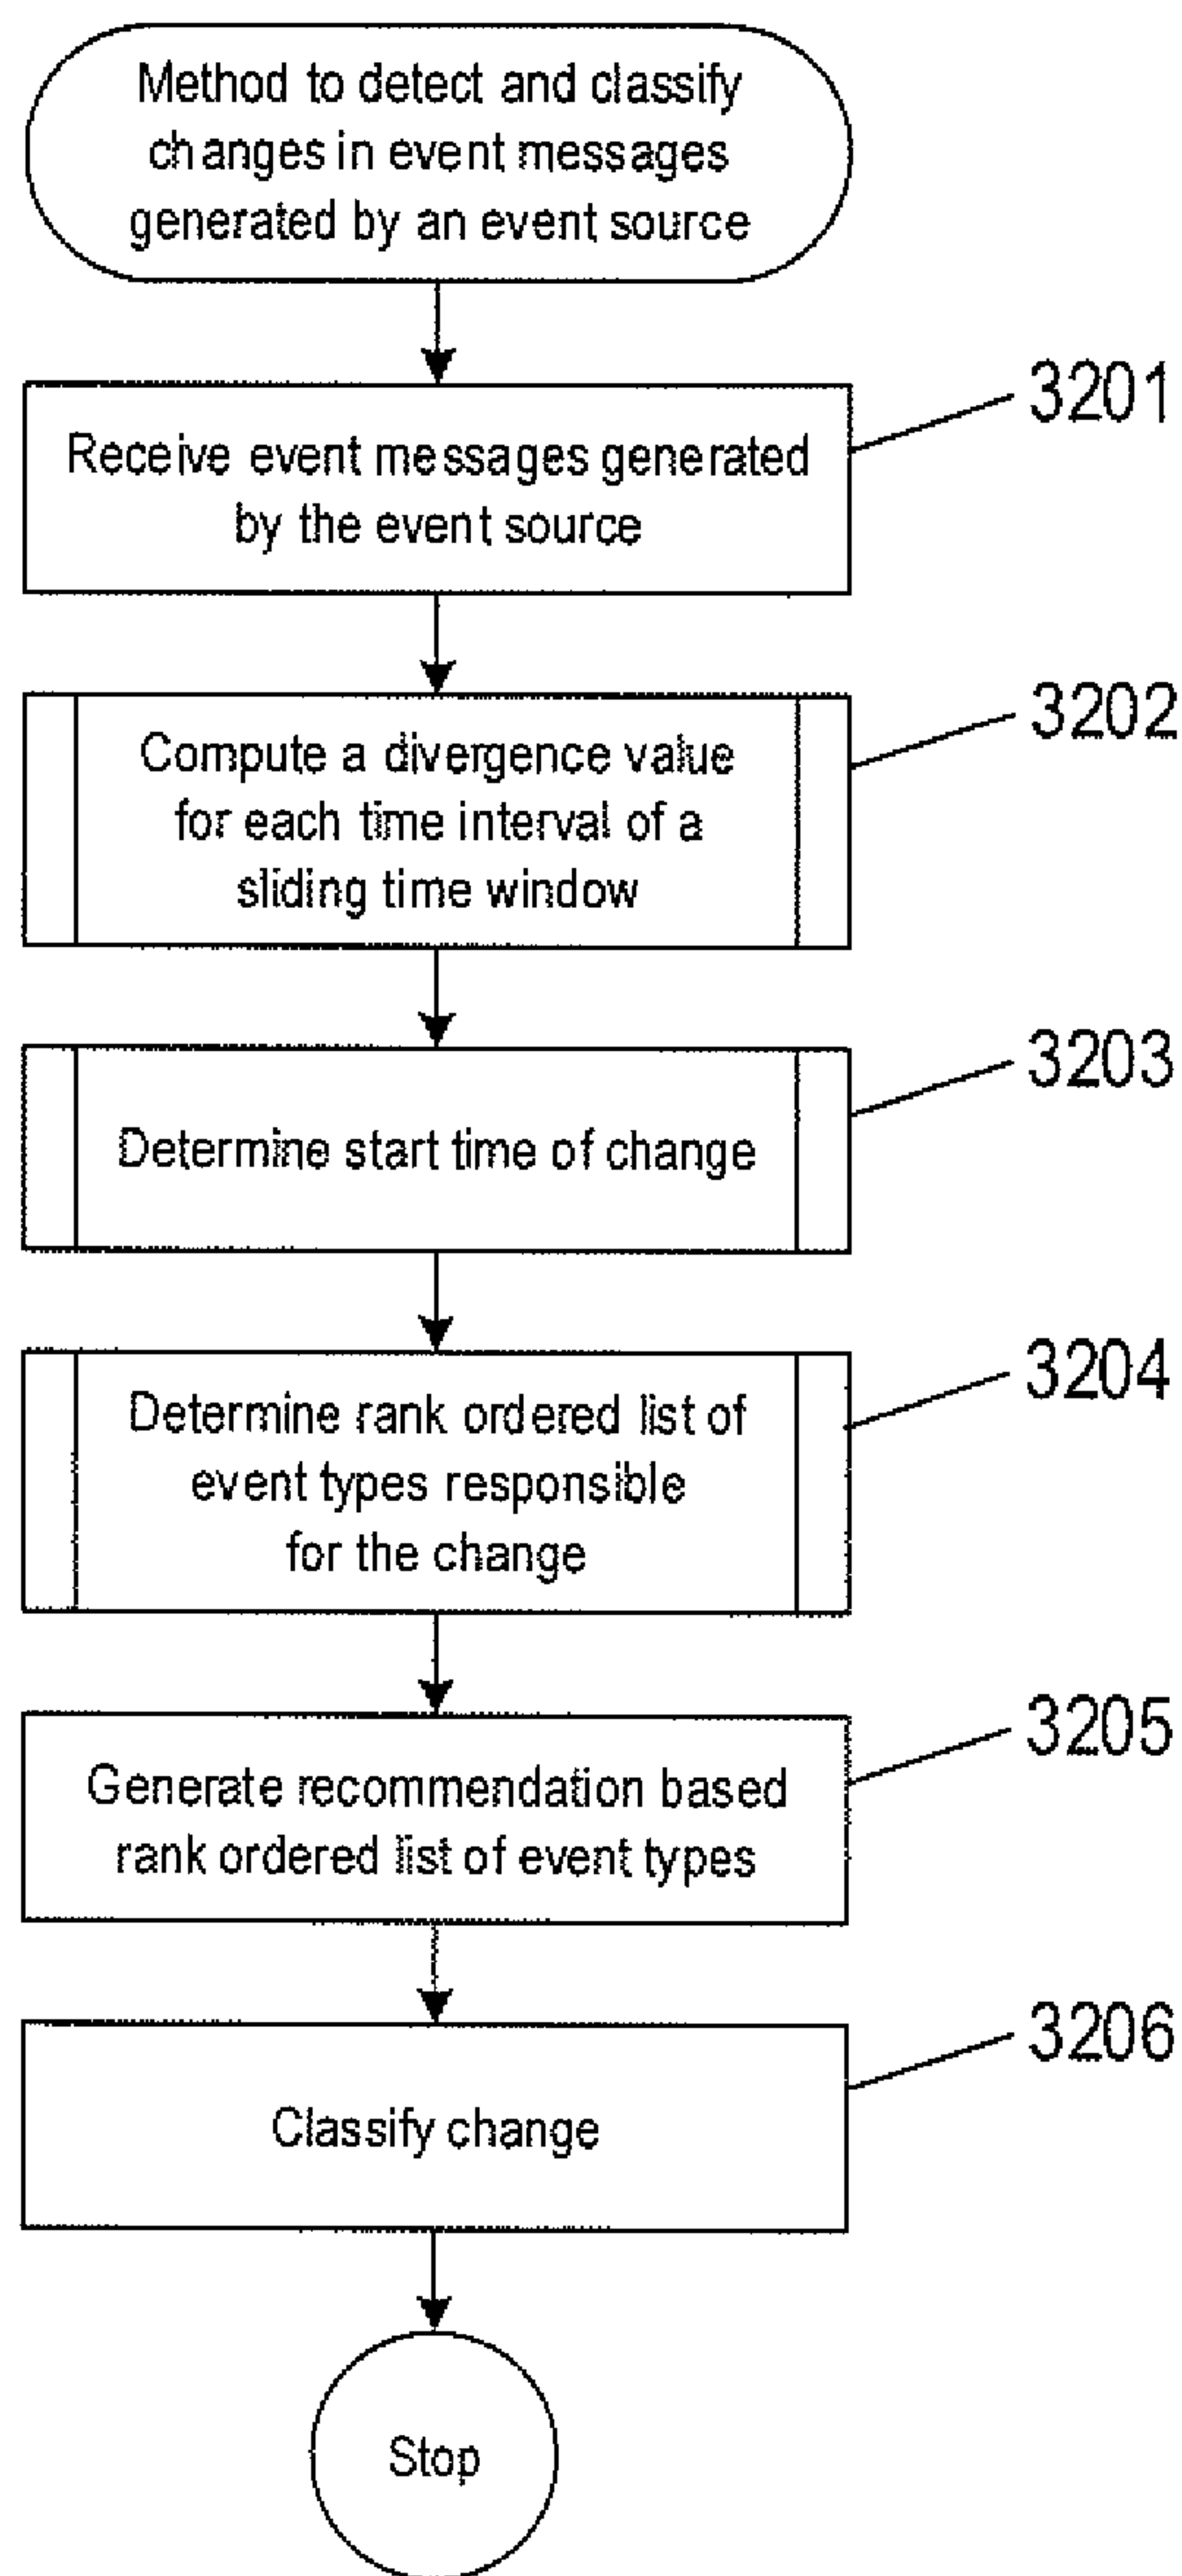 Method to detect and classify
changes in event messages
generated by an event source
3201
Receive event messages generated
by the event source
3202
Compute a divergence value
for each time interval of a
sliding time window
3203
Determine start time of change
3204
Determine rank ordered list of
event types responsible
for the change
3205
Generate recommendation based
rank ordered list of event types
3206
Classify change
Stop